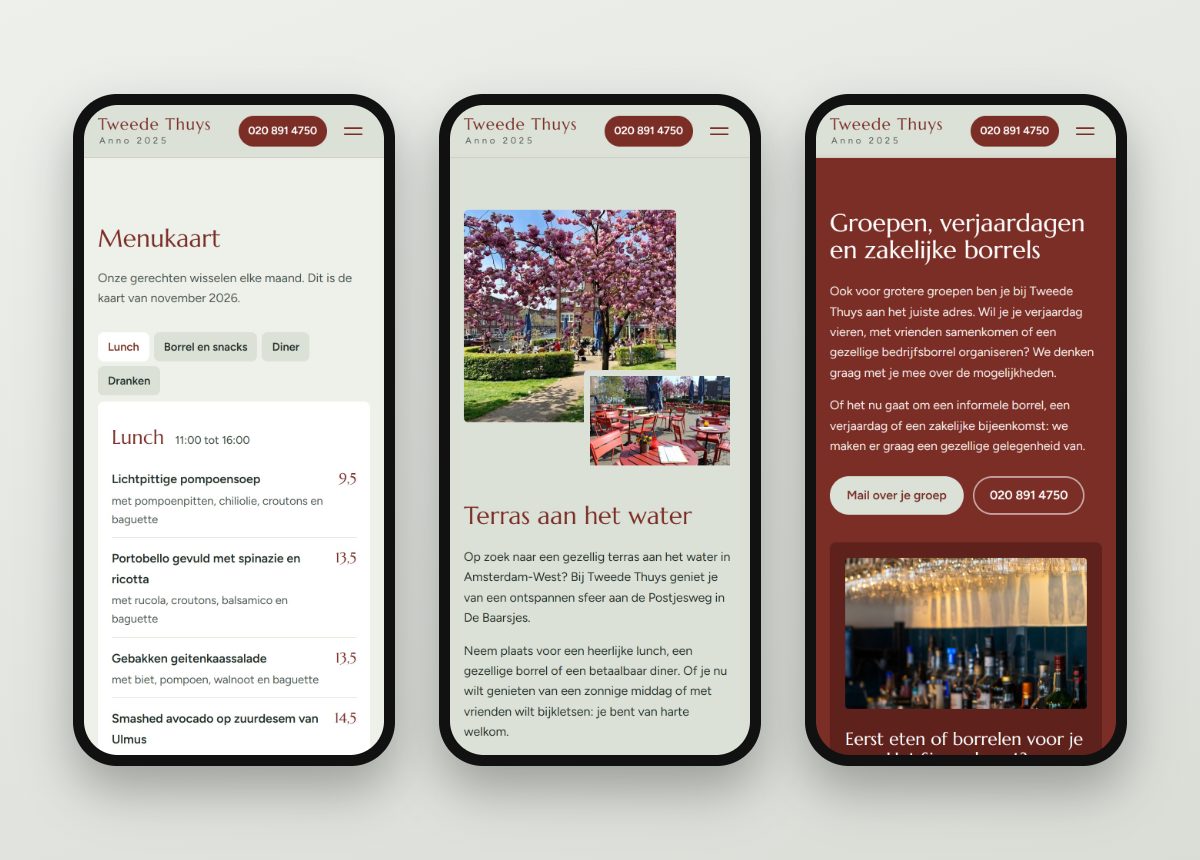 Tweede Thuys
Anno 2025
020 891 4750
Menukaart
Onze gerechten wisselen elke maand. Dit is de
kaart van november 2026.
Lunch
Borrel en snacks
Diner
Dranken
Lunch 11:00 tot 16:00
Lichtpittige pompoensoep 9,5
met pompoenpitten, chiliolie, croutons en
baguette
Portobello gevuld met spinazie en 13,5
ricotta
met rucola, croutons, balsamico en
baguette
Gebakken geitenkaassalade 13,5
met biet, pompoen, walnoot en baguette
Smashed avocado op zuurdesem van 14,5
Ulmus
Tweede Thuys
Anno 2025
020 891 4750
Terras aan het water
Op zoek naar een gezellig terras aan het water in
Amsterdam-West? Bij Tweede Thuys geniet je
van een ontspannen sfeer aan de Postjesweg in
De Baarsjes.
Neem plaats voor een heerlijke lunch, een
gezellige borrel of een betaalbaar diner. Of je nu
wilt genieten van een zonnige middag of met
vrienden wilt bijkletsen: je bent van harte
welkom.
Tweede Thuys
Anno 2025
020 891 4750
Groepen, verjaardagen
en zakelijke borrels
Ook voor grotere groepen ben je bij Tweede
Thuys aan het juiste adres. Wil je je verjaardag
vieren, met vrienden samenkomen of een
gezellige bedrijfsborrel organiseren? We denken
graag met je mee over de mogelijkheden.
Of het nu gaat om een informele borrel, een
verjaardag of een zakelijke bijeenkomst: we
maken er graag een gezellige gelegenheid van.
Mail over je groep
020 891 4750
Eerst eten of borrelen voor je